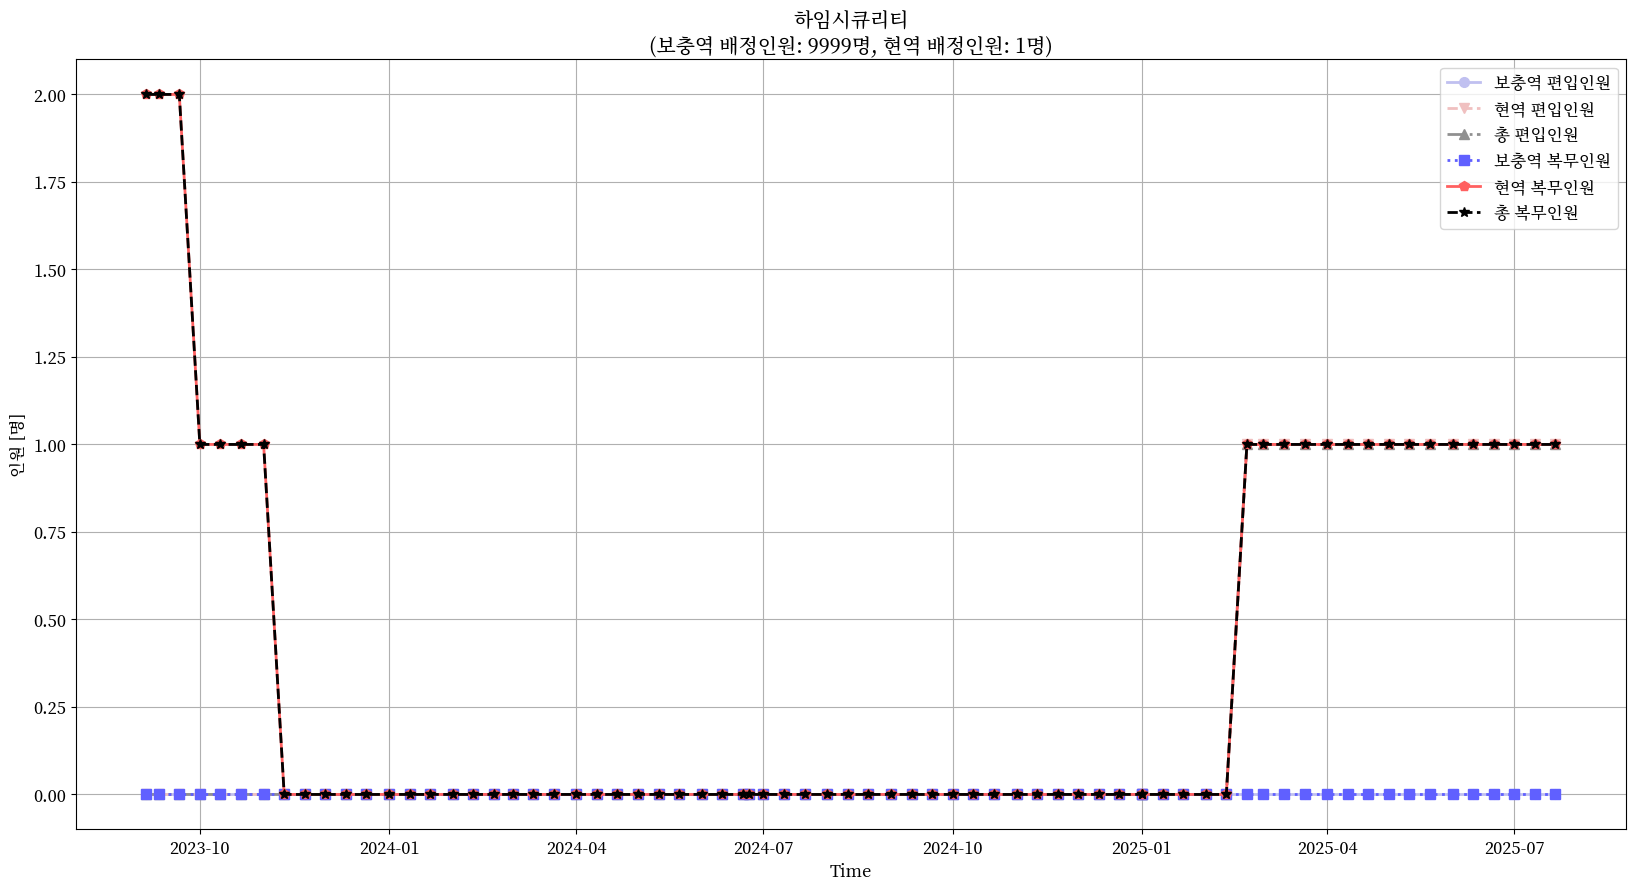 하임시큐리티
(보충역 배정인원: 9999명, 현역 배정인원: 1명)
보충역 편입인원
현역 편입인원
총 편입인원
보충역 복무인원
현역 복무인원
총 복무인원
인원 [명]
2.00
1.75
1.50
1.25
1.00
0.75
0.50
0.25
0.00
2023-10
2024-01
2024-04
2024-07
2024-10
2025-01
2025-04
2025-07
Time